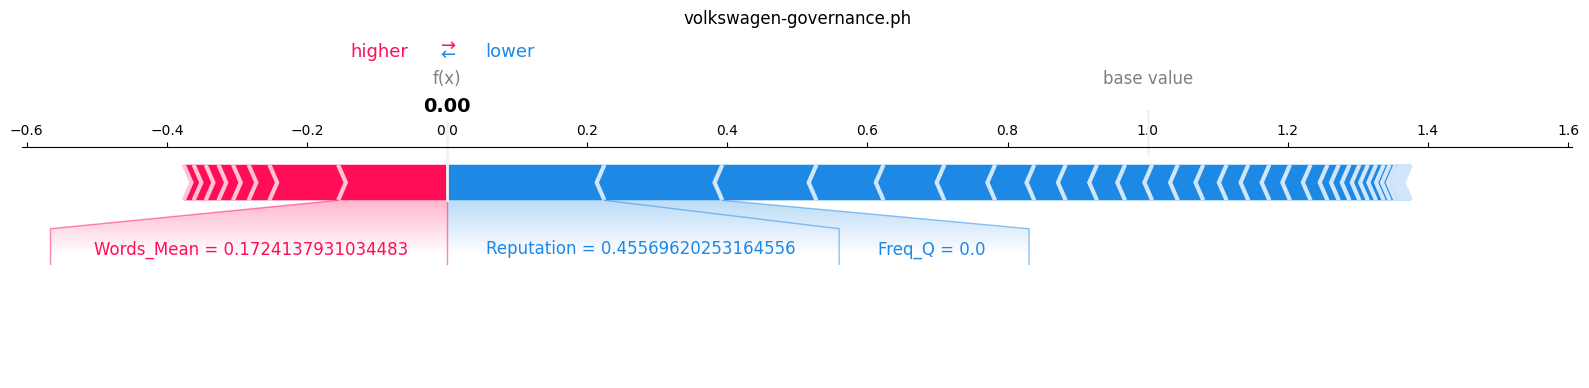 volkswagen-governance.ph
higher → lower
←
f(x) base value
0.00
−0.6 −0.4 −0.2 0.0 0.2 0.4 0.6 0.8 1.0 1.2 1.4 1.6
Words_Mean = 0.1724137931034483 Reputation = 0.45569620253164556 Freq_Q = 0.0